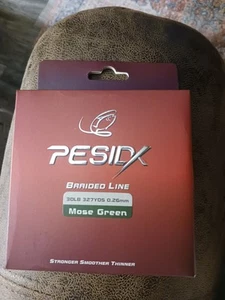 PESIDX
BRAIDED LINE
30LB 327YDS 0.26mm
Mose Green
STRONGER SMOOTHER THINNER